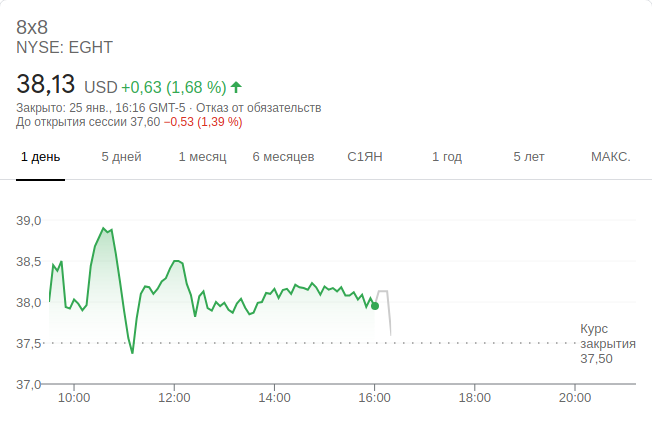 8x8
NYSE: EGHT
38,13 USD +0,63 (1,68 %)
Закрыто: 25 янв., 16:16 GMT-5 · Отказ от обязательств
До открытия сессии 37,60 −0,53 (1,39 %)
1 день 5 дней 1 месяц 6 месяцев С1ЯН 1 год 5 лет МАКС.
39,0
38,5
38,0
Курс
37,5 закрытия
37,50
37,0
10:00 12:00 14:00 16:00 18:00 20:00